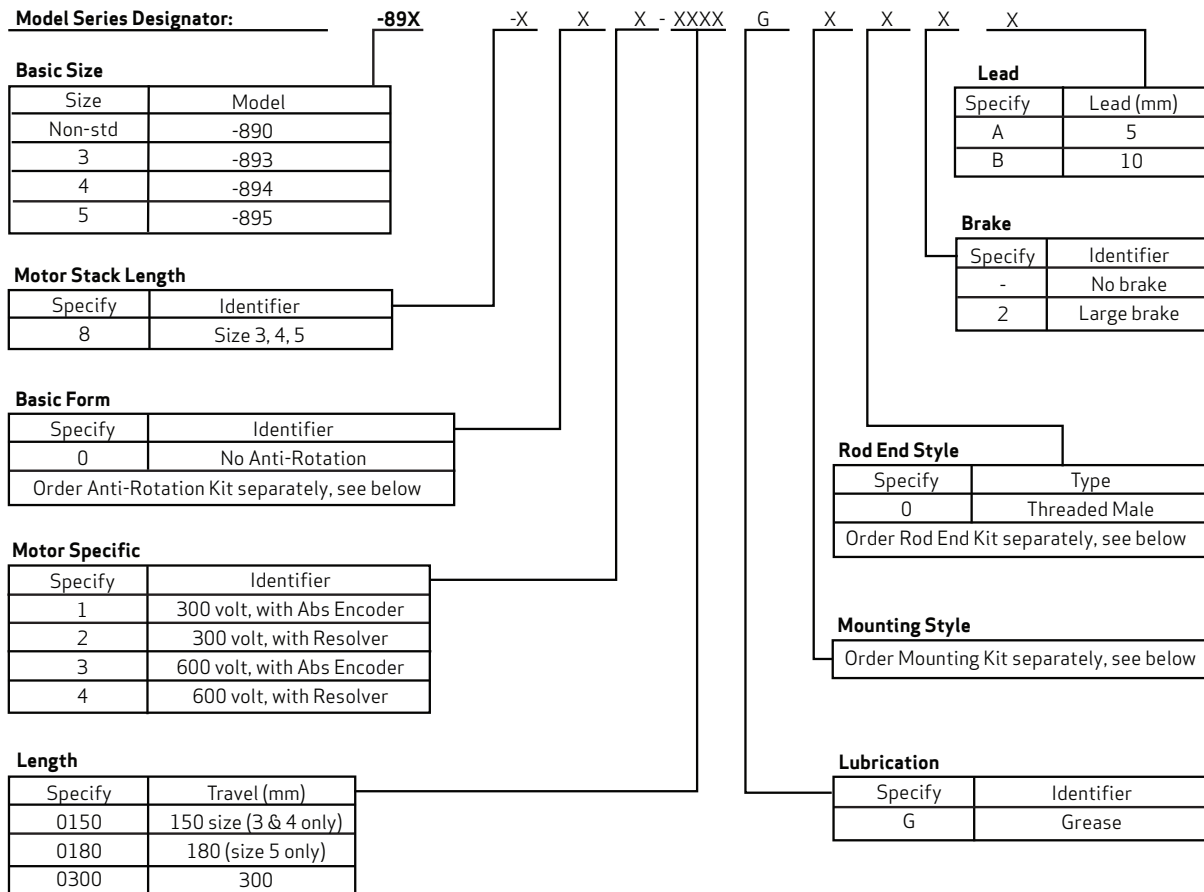 Model Series Designator: -89X -X X X - XXXX G X X X X
Basic Size
Size Model
Non-std -890
3 -893
4 -894
5 -895
Motor Stack Length
Specify Identifier
8 Size 3, 4, 5
Basic Form
Specify Identifier
0 No Anti-Rotation
Order Anti-Rotation Kit separately, see below
Motor Specific
Specify Identifier
1 300 volt, with Abs Encoder
2 300 volt, with Resolver
3 600 volt, with Abs Encoder
4 600 volt, with Resolver
Length
Specify Travel (mm)
0150 150 size (3 & 4 only)
0180 180 (size 5 only)
0300 300
Lead
Specify Lead (mm)
A 5
B 10
Brake
Specify Identifier
- No brake
2 Large brake
Rod End Style
Specify Type
0 Threaded Male
Order Rod End Kit separately, see below
Mounting Style
Order Mounting Kit separately, see below
Lubrication
Specify Identifier
G Grease